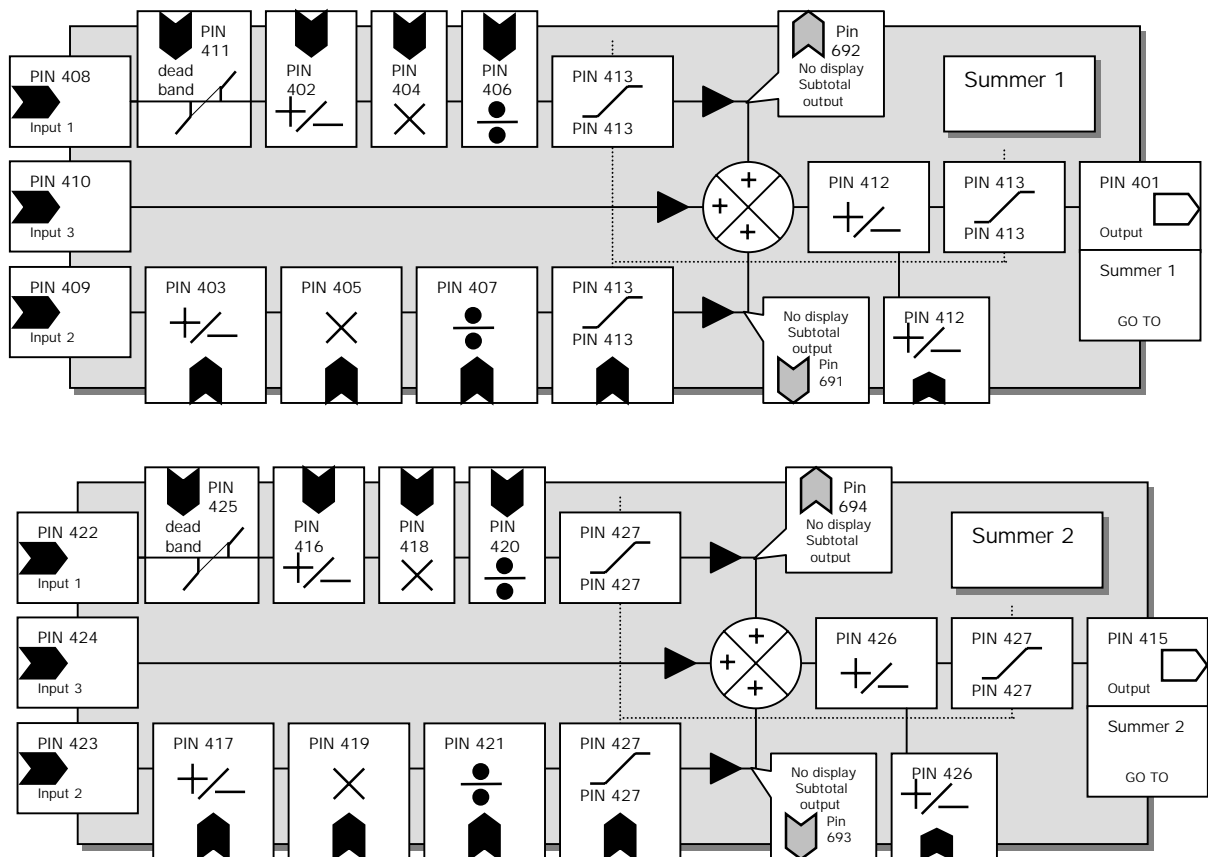 PIN 411
dead band
PIN 408
Input 1
PIN 402
+/−
PIN 404
PIN 406
PIN 413
PIN 413
Pin 692
No display
Subtotal
output
Summer 1
PIN 410
Input 3
+
+
+
PIN 412
+/−
PIN 413
PIN 413
PIN 401
Output
Summer 1
GO TO
PIN 409
Input 2
PIN 403
+/−
PIN 405
PIN 407
PIN 413
PIN 413
No display
Subtotal
output
Pin
691
PIN 412
+/−
PIN
425
dead
band
PIN 422
Input 1
PIN
416
+/−
PIN
418
PIN
420
PIN 427
PIN 427
Pin
694
No display
Subtotal
output
Summer 2
PIN 424
Input 3
+
+
+
PIN 426
+/−
PIN 427
PIN 427
PIN 415
Output
Summer 2
GO TO
PIN 423
Input 2
PIN 417
+/−
PIN 419
PIN 421
PIN 427
PIN 427
No display
Subtotal
output
Pin
693
PIN 426
+/−